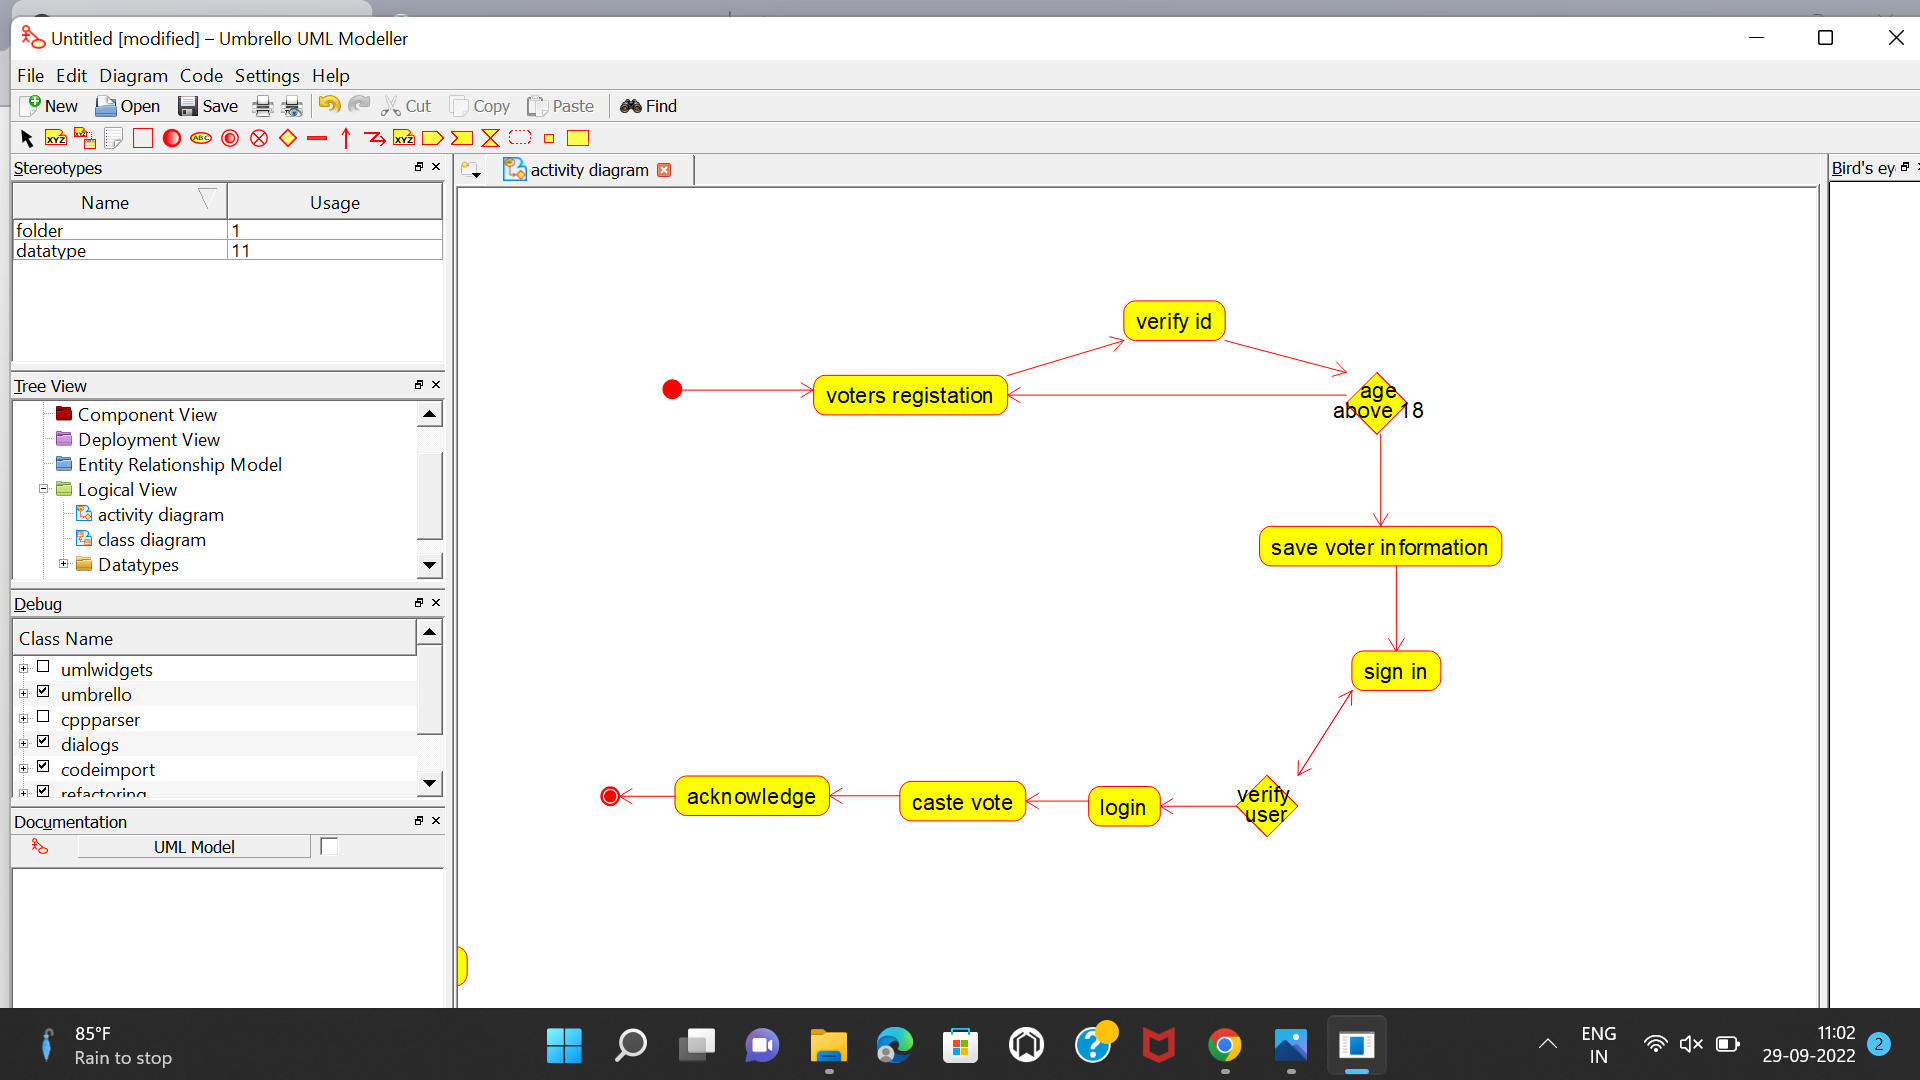 Untitled [modified] – Umbrello UML Modeller
File Edit Diagram Code Settings Help
New Open Save Cut Copy Paste Find
XYZ XYZ ABC XYZ
Stereotypes
Name Usage
folder 1
datatype 11
Tree View
Component View
Deployment View
Entity Relationship Model
Logical View
activity diagram
class diagram
Datatypes
Debug
Class Name
umlwidgets
umbrello
cppparser
dialogs
codeimport
refactoring
Documentation
UML Model
activity diagram
Bird's ey
verify id
voters registation
age
above 18
save voter information
sign in
verify
user
login
caste vote
acknowledge
85°F
Rain to stop
ENG
IN
11:02
29-09-2022
2